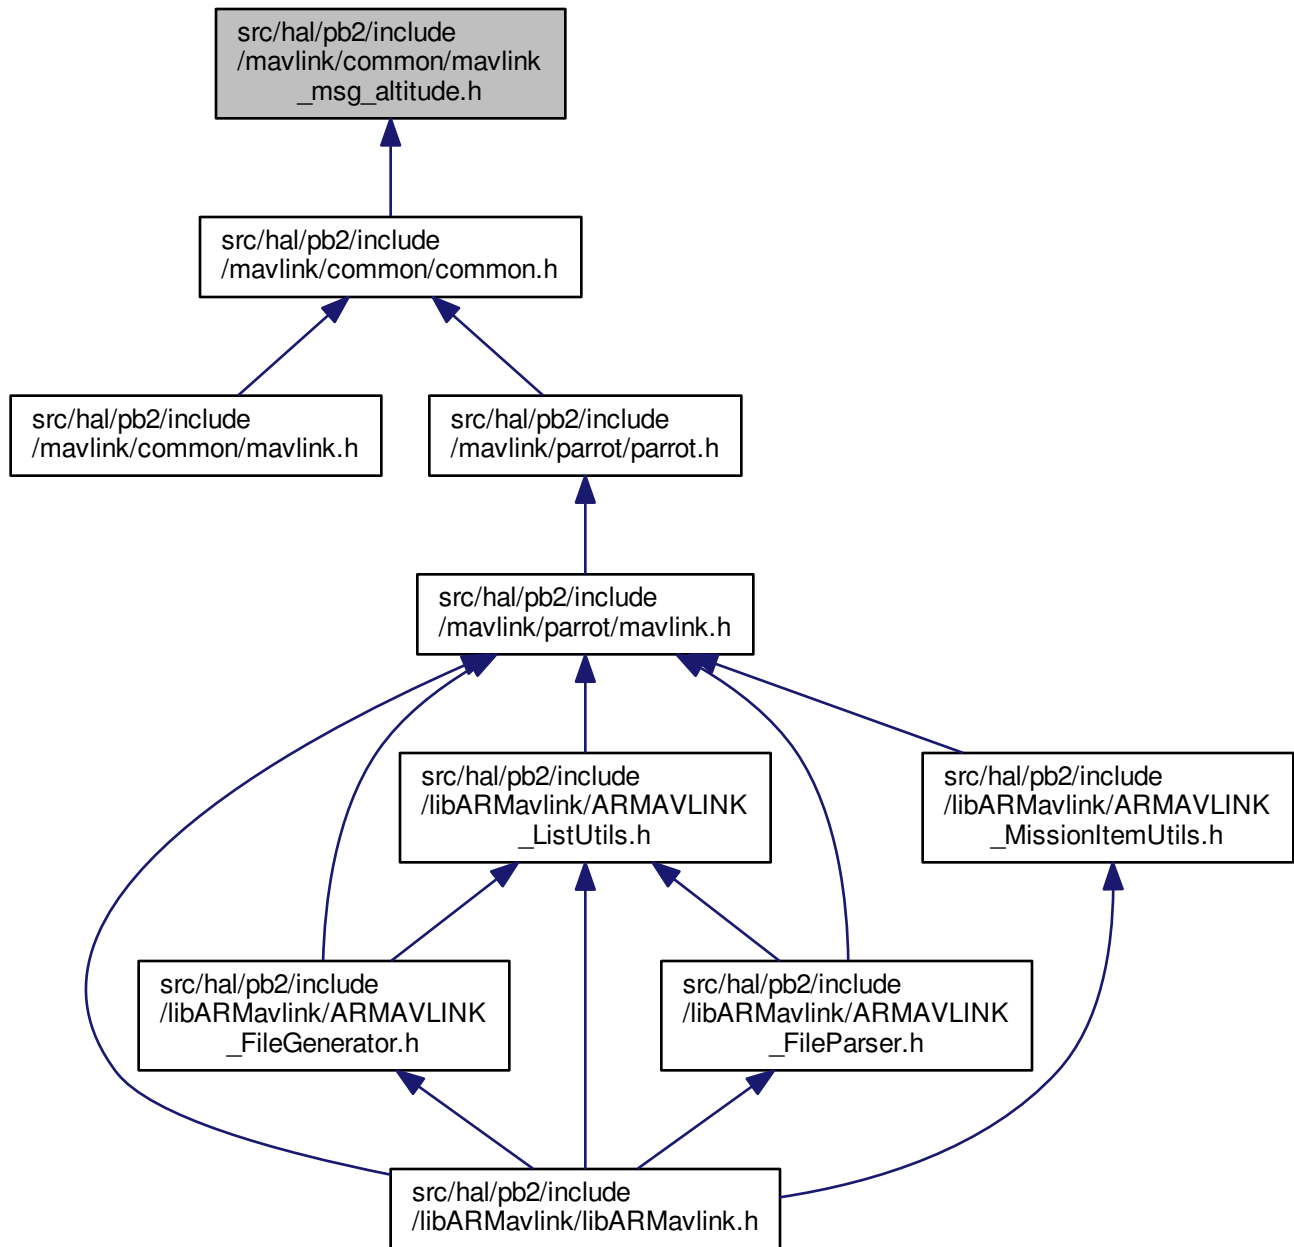 src/hal/pb2/include
/mavlink/common/mavlink
_msg_altitude.h
src/hal/pb2/include
/mavlink/common/common.h
src/hal/pb2/include
/mavlink/common/mavlink.h
src/hal/pb2/include
/mavlink/parrot/parrot.h
src/hal/pb2/include
/mavlink/parrot/mavlink.h
src/hal/pb2/include
/libARMavlink/ARMAVLINK
_ListUtils.h
src/hal/pb2/include
/libARMavlink/ARMAVLINK
_MissionItemUtils.h
src/hal/pb2/include
/libARMavlink/ARMAVLINK
_FileGenerator.h
src/hal/pb2/include
/libARMavlink/ARMAVLINK
_FileParser.h
src/hal/pb2/include
/libARMavlink/libARMavlink.h